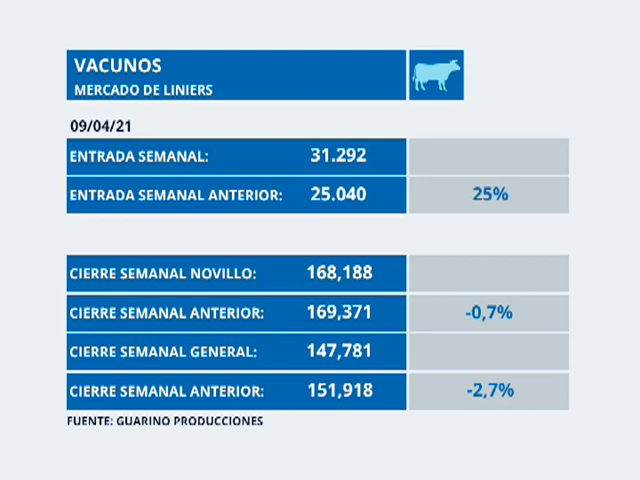 VACUNOS
MERCADO DE LINIERS
09/04/21
ENTRADA SEMANAL: 31.292
ENTRADA SEMANAL ANTERIOR: 25.040 25%
CIERRE SEMANAL NOVILLO: 168,188
CIERRE SEMANAL ANTERIOR: 169,371 -0,7%
CIERRE SEMANAL GENERAL: 147,781
CIERRE SEMANAL ANTERIOR: 151,918 -2,7%
FUENTE: GUARINO PRODUCCIONES